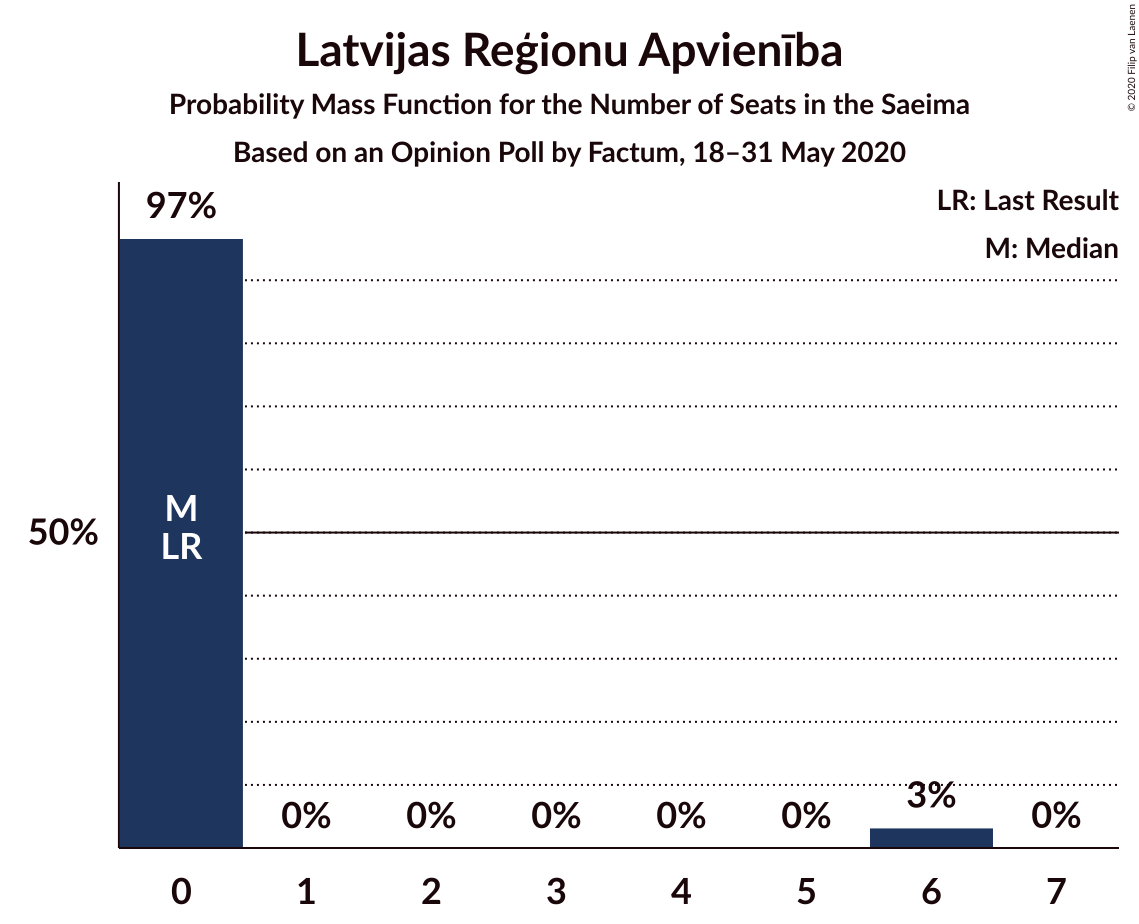 Latvijas Reģionu Apvienība
Probability Mass Function for the Number of Seats in the Saeima
Based on an Opinion Poll by Factum, 18–31 May 2020
© 2020 Filip van Laenen
LR: Last Result
M: Median
97%
50%
M
LR
0%
0%
0%
0%
0%
3%
0%
0
1
2
3
4
5
6
7